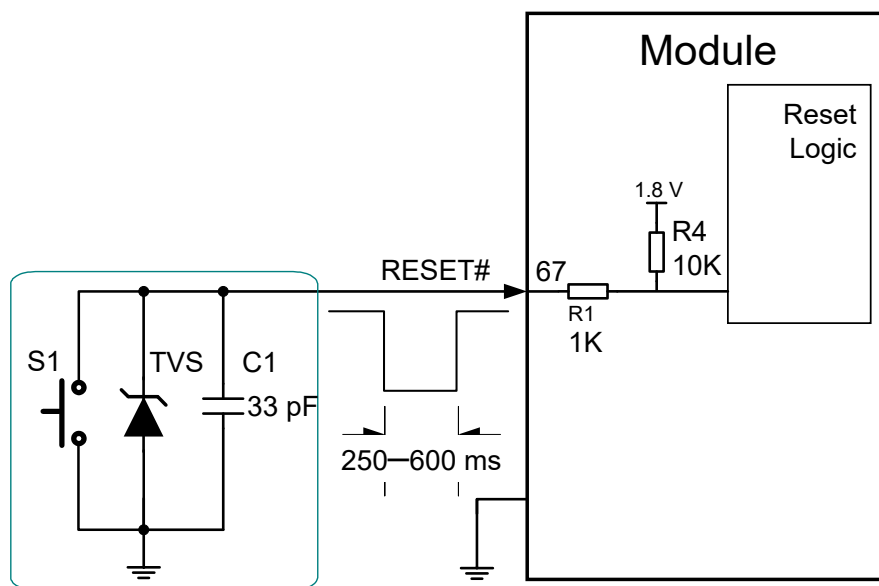 Module
Reset
Logic
1.8 V
R4
10K
RESET#
67
R1
1K
S1
TVS
C1
33 pF
250—600 ms